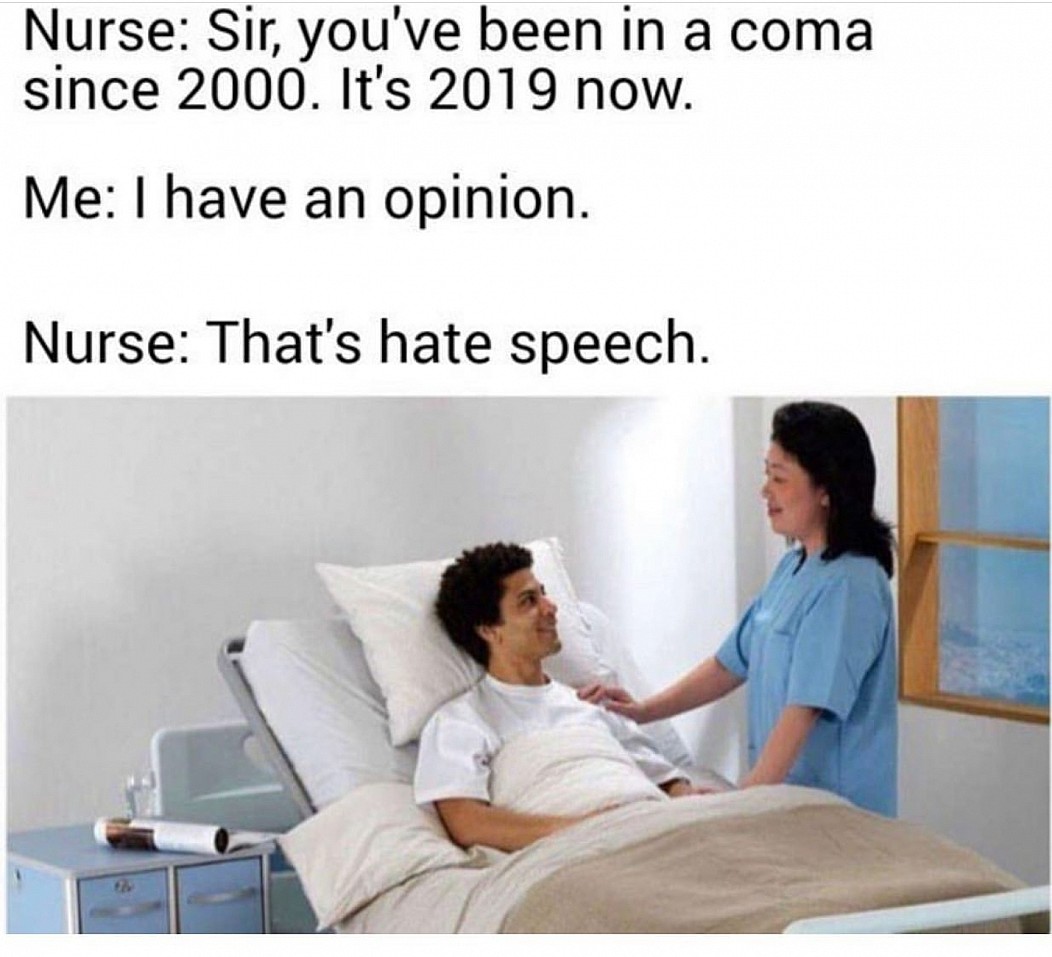 Nurse: Sir, you've been in a coma
since 2000. It's 2019 now.
Me: I have an opinion.
Nurse: That's hate speech.